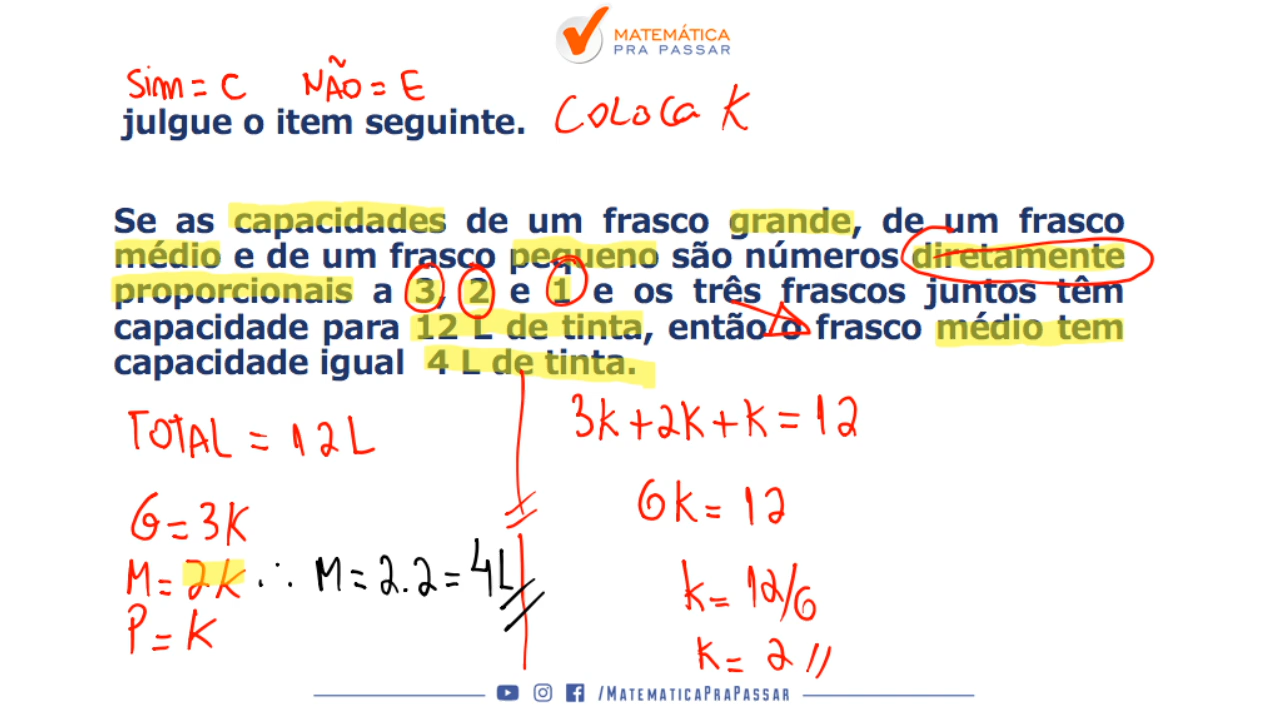 MATEMÁTICA
PRA PASSAR
Sim = C NÃO = E
julgue o item seguinte. COLOCA K
Se as capacidades de um frasco grande, de um frasco
médio e de um frasco pequeno são números diretamente
proporcionais a 3, 2 e 1 e os três frascos juntos têm
capacidade para 12 L de tinta, então o frasco médio tem
capacidade igual 4 L de tinta.
TOTAL = 12L
G = 3K
M = 2K ∴ M = 2.2 = 4L
P = K
3K + 2K + K = 12
6K = 12
K = 12/6
K = 2 //
/MATEMATICAPRAPASSAR